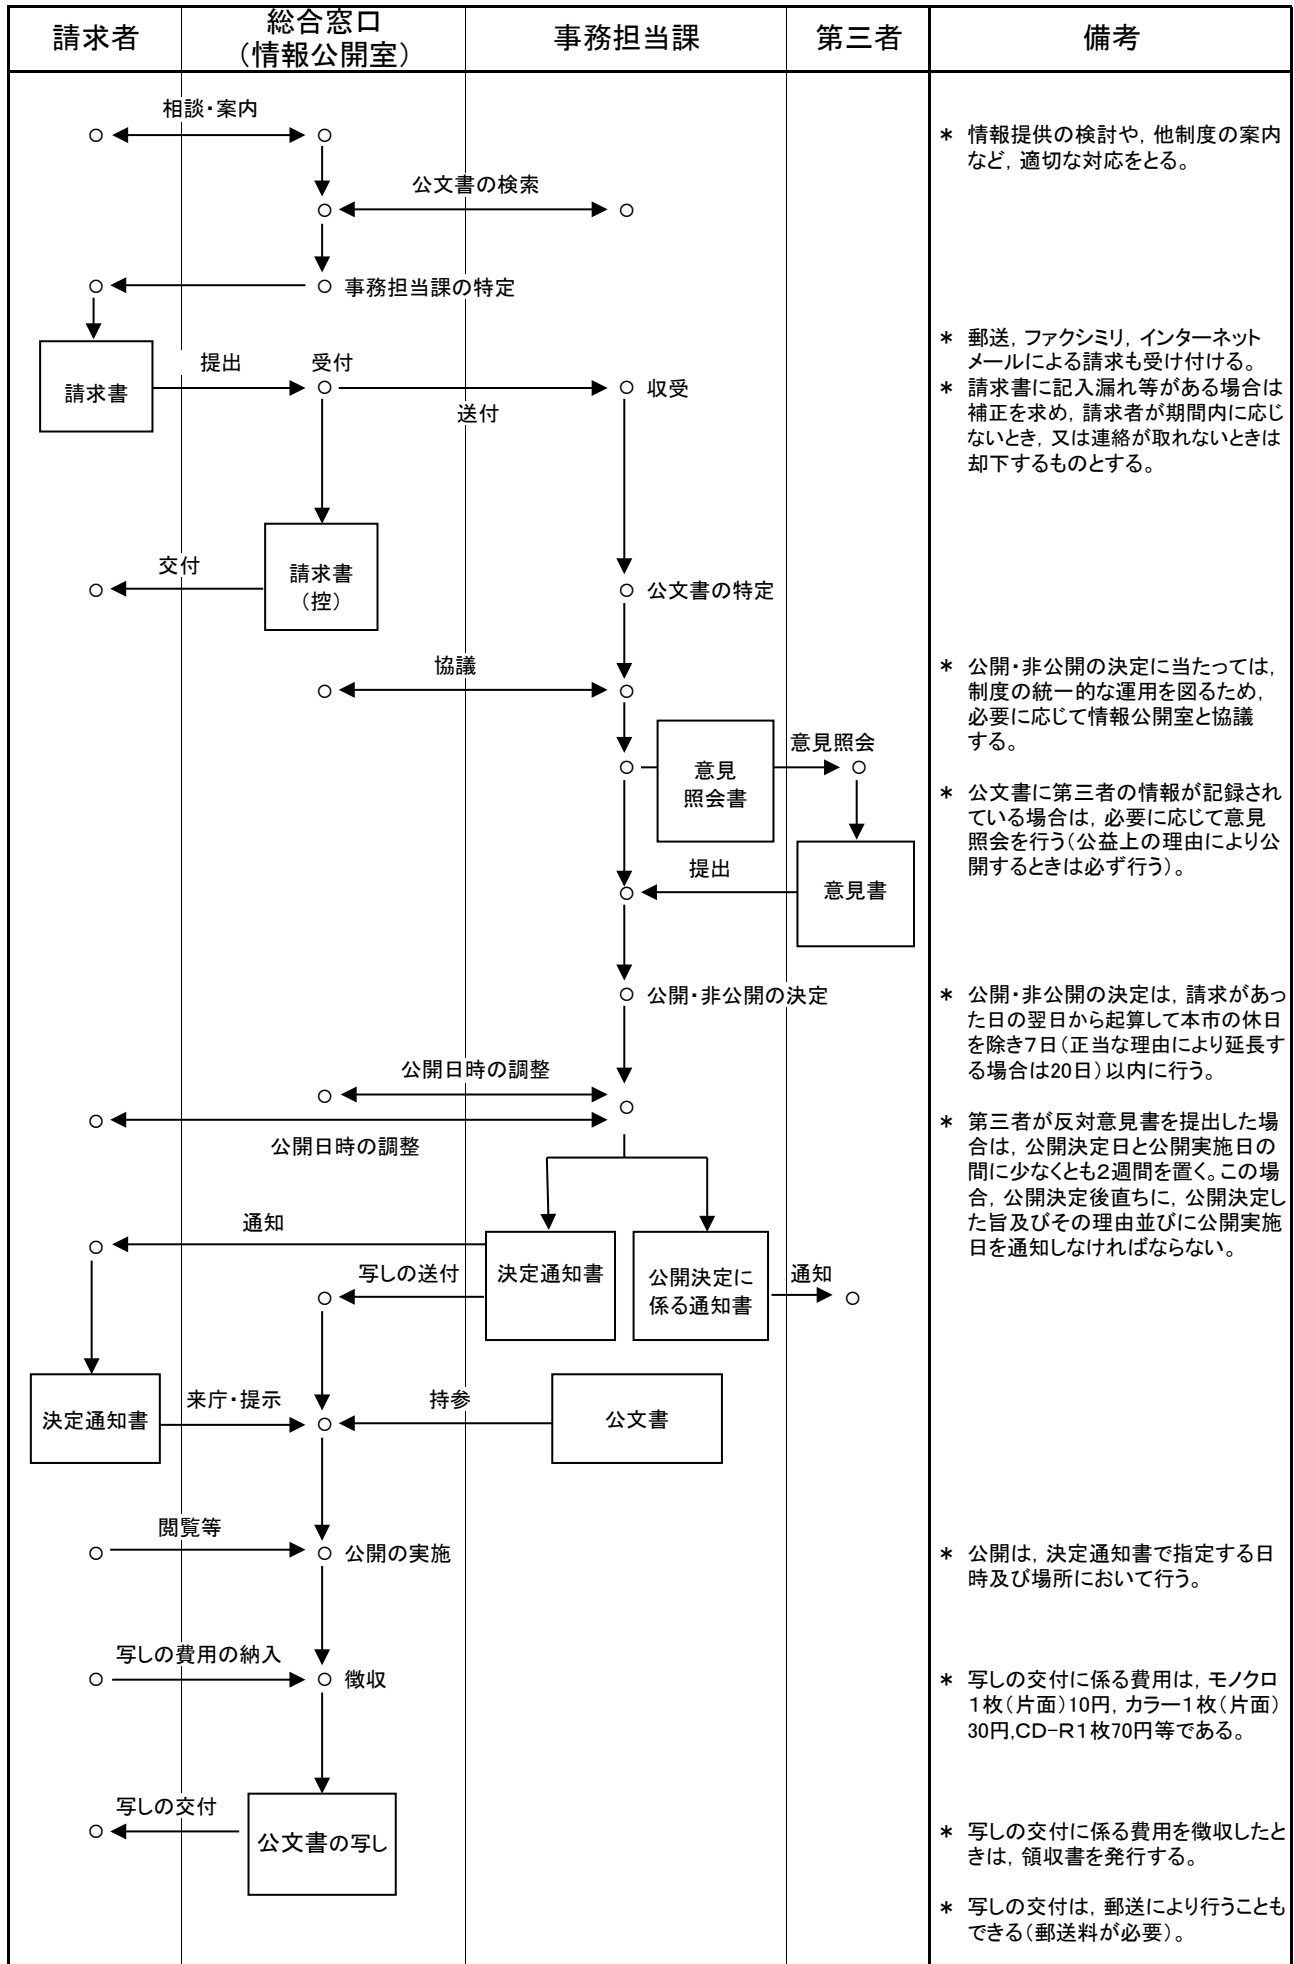 請求者
総合窓口
（情報公開室）
事務担当課
第三者
備考
相談・案内
＊ 情報提供の検討や，他制度の案内
など，適切な対応をとる。
公文書の検索
事務担当課の特定
請求書
提出
受付
送付
収受
＊ 郵送，ファクシミリ，インターネット
メールによる請求も受け付ける。
＊ 請求書に記入漏れ等がある場合は
補正を求め，請求者が期間内に応じ
ないとき，又は連絡が取れないときは
却下するものとする。
交付
請求書
（控）
公文書の特定
協議
＊ 公開・非公開の決定に当たっては，
制度の統一的な運用を図るため，
必要に応じて情報公開室と協議
する。
意見
照会書
意見照会
＊ 公文書に第三者の情報が記録され
ている場合は，必要に応じて意見
照会を行う（公益上の理由により公
開するときは必ず行う）。
提出
意見書
公開・非公開の決定
＊ 公開・非公開の決定は，請求があっ
た日の翌日から起算して本市の休日
を除き７日（正当な理由により延長す
る場合は20日）以内に行う。
公開日時の調整
公開日時の調整
＊ 第三者が反対意見書を提出した場
合は，公開決定日と公開実施日の
間に少なくとも２週間を置く。この場
合，公開決定後直ちに，公開決定し
た旨及びその理由並びに公開実施
日を通知しなければならない。
通知
写しの送付
決定通知書
公開決定に
係る通知書
通知
決定通知書
来庁・提示
持参
公文書
閲覧等
公開の実施
＊ 公開は，決定通知書で指定する日
時及び場所において行う。
写しの費用の納入
徴収
＊ 写しの交付に係る費用は，モノクロ
１枚（片面）10円，カラー１枚（片面）
30円，ＣＤ－Ｒ１枚70円等である。
写しの交付
公文書の写し
＊ 写しの交付に係る費用を徴収したと
きは，領収書を発行する。
＊ 写しの交付は，郵送により行うことも
できる（郵送料が必要）。